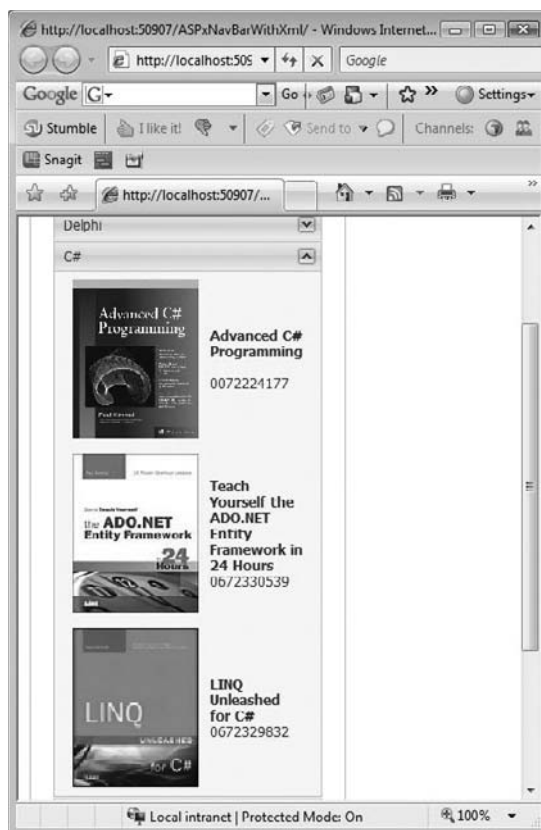 http://localhost:50907/ASPxNavBarWithXml/ - Windows Internet...
http://localhost:505
Google
Google G
Go
Settings
Stumble
I like it!
Send to
Channels:
Snagit
http://localhost:50907/...
Delphi
C#
Advanced C#
Programming
Advanced C#
Programming
0072224177
the ADO.NET
Entity Framework
24
Hours
Teach
Yourself the
ADO.NET
Entity
Framework in
24 Hours
0672330539
LINQ
UNLEASHED
for C#
LINQ
Unleashed
for C#
0672329832
Local intranet | Protected Mode: On
100%